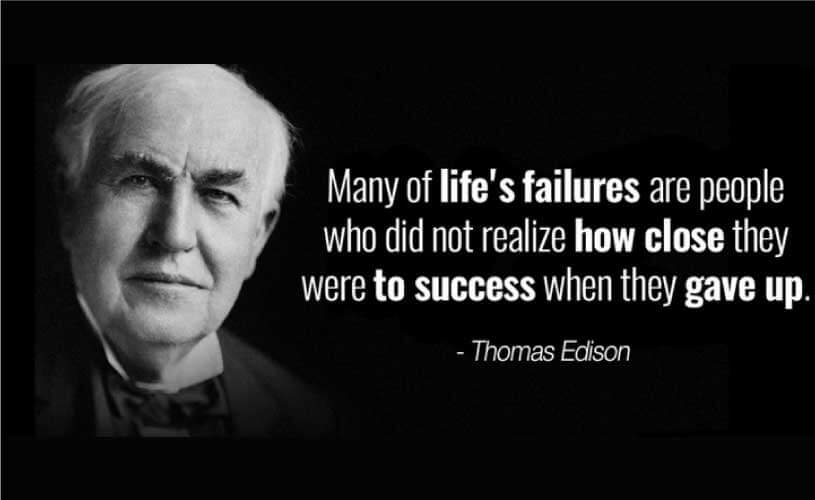 Many of life's failures are people
who did not realize how close they
were to success when they gave up.
- Thomas Edison